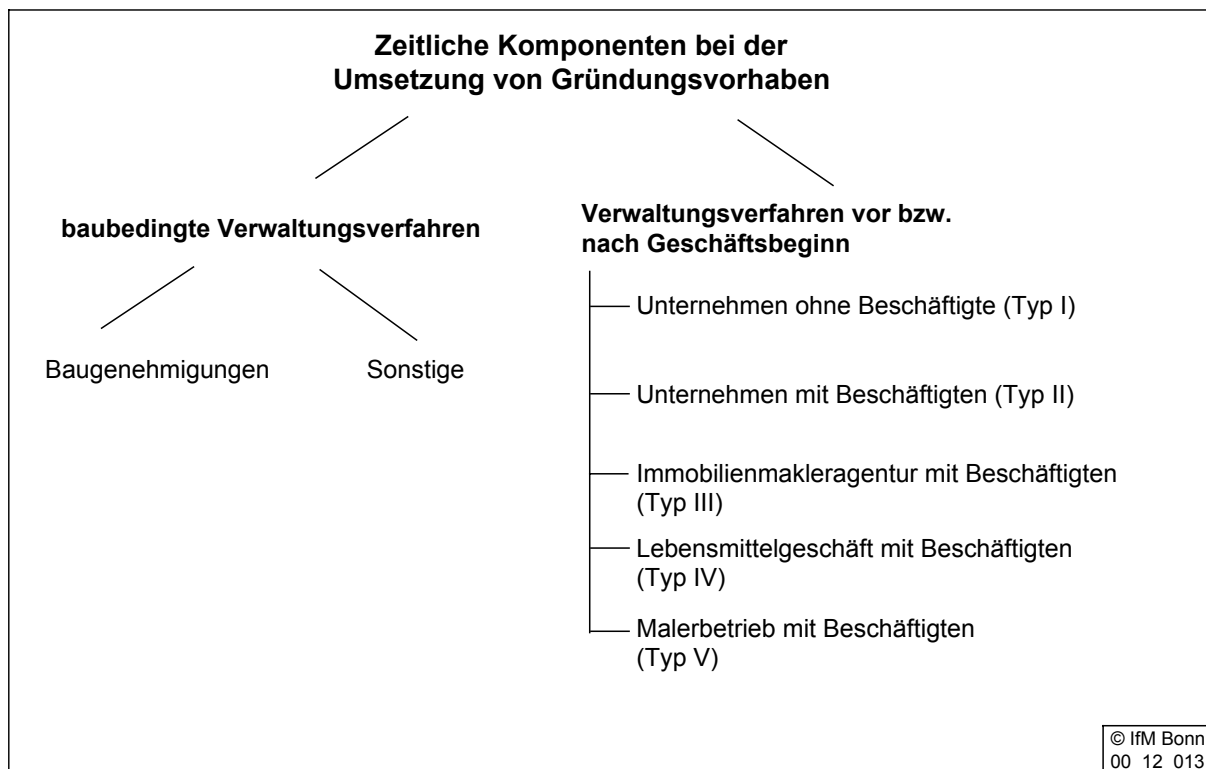 Zeitliche Komponenten bei der
Umsetzung von Gründungsvorhaben
baubedingte Verwaltungsverfahren
Baugenehmigungen
Sonstige
Verwaltungsverfahren vor bzw.
nach Geschäftsbeginn
Unternehmen ohne Beschäftigte (Typ I)
Unternehmen mit Beschäftigten (Typ II)
Immobilienmakleragentur mit Beschäftigten
(Typ III)
Lebensmittelgeschäft mit Beschäftigten
(Typ IV)
Malerbetrieb mit Beschäftigten
(Typ V)
© IfM Bonn
00 12 013